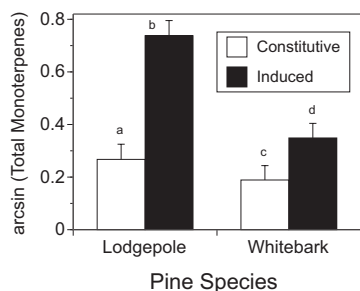 arcsin (Total Monoterpenes)
0.8
0.6
0.4
0.2
0
a
b
c
d
Constitutive
Induced
Lodgepole
Whitebark
Pine Species